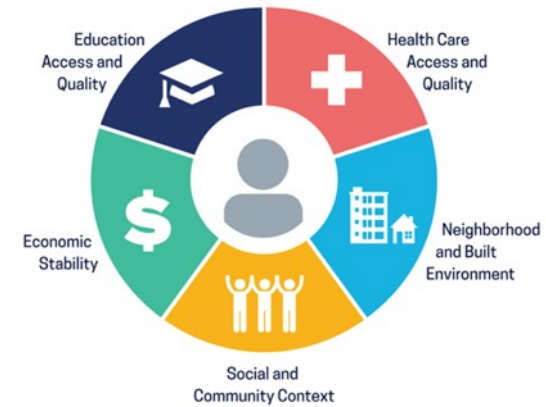 Education
Access and
Quality
Health Care
Access and
Quality
Economic
Stability
Neighborhood
and Built
Environment
Social and
Community Context